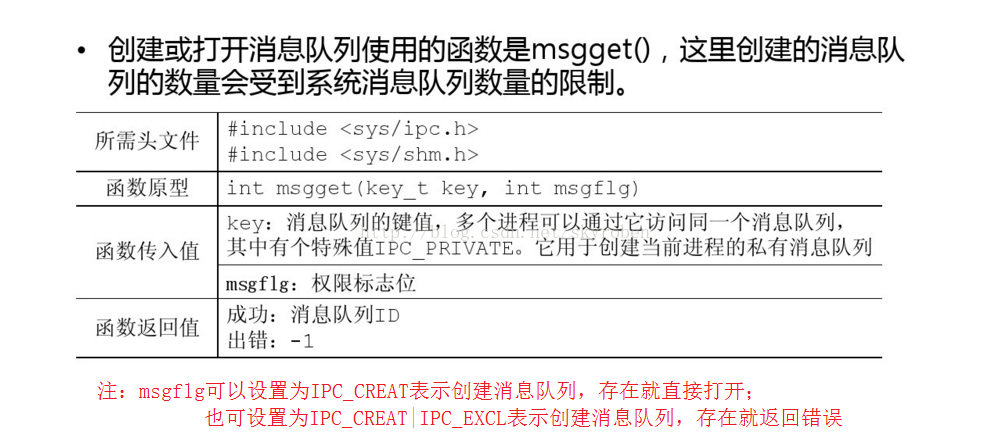 • 创建或打开消息队列使用的函数是msgget()，这里创建的消息队
列的数量会受到系统消息队列数量的限制。
所需头文件
#include <sys/ipc.h>
#include <sys/shm.h>
函数原型
int msgget(key_t key, int msgflg)
函数传入值
key：消息队列的键值，多个进程可以通过它访问同一个消息队列，
其中有个特殊值IPC_PRIVATE。它用于创建当前进程的私有消息队列
msgflg：权限标志位
函数返回值
成功：消息队列ID
出错：-1
注：msgflg可以设置为IPC_CREAT表示创建消息队列，存在就直接打开；
也可设置为IPC_CREAT|IPC_EXCL表示创建消息队列，存在就返回错误